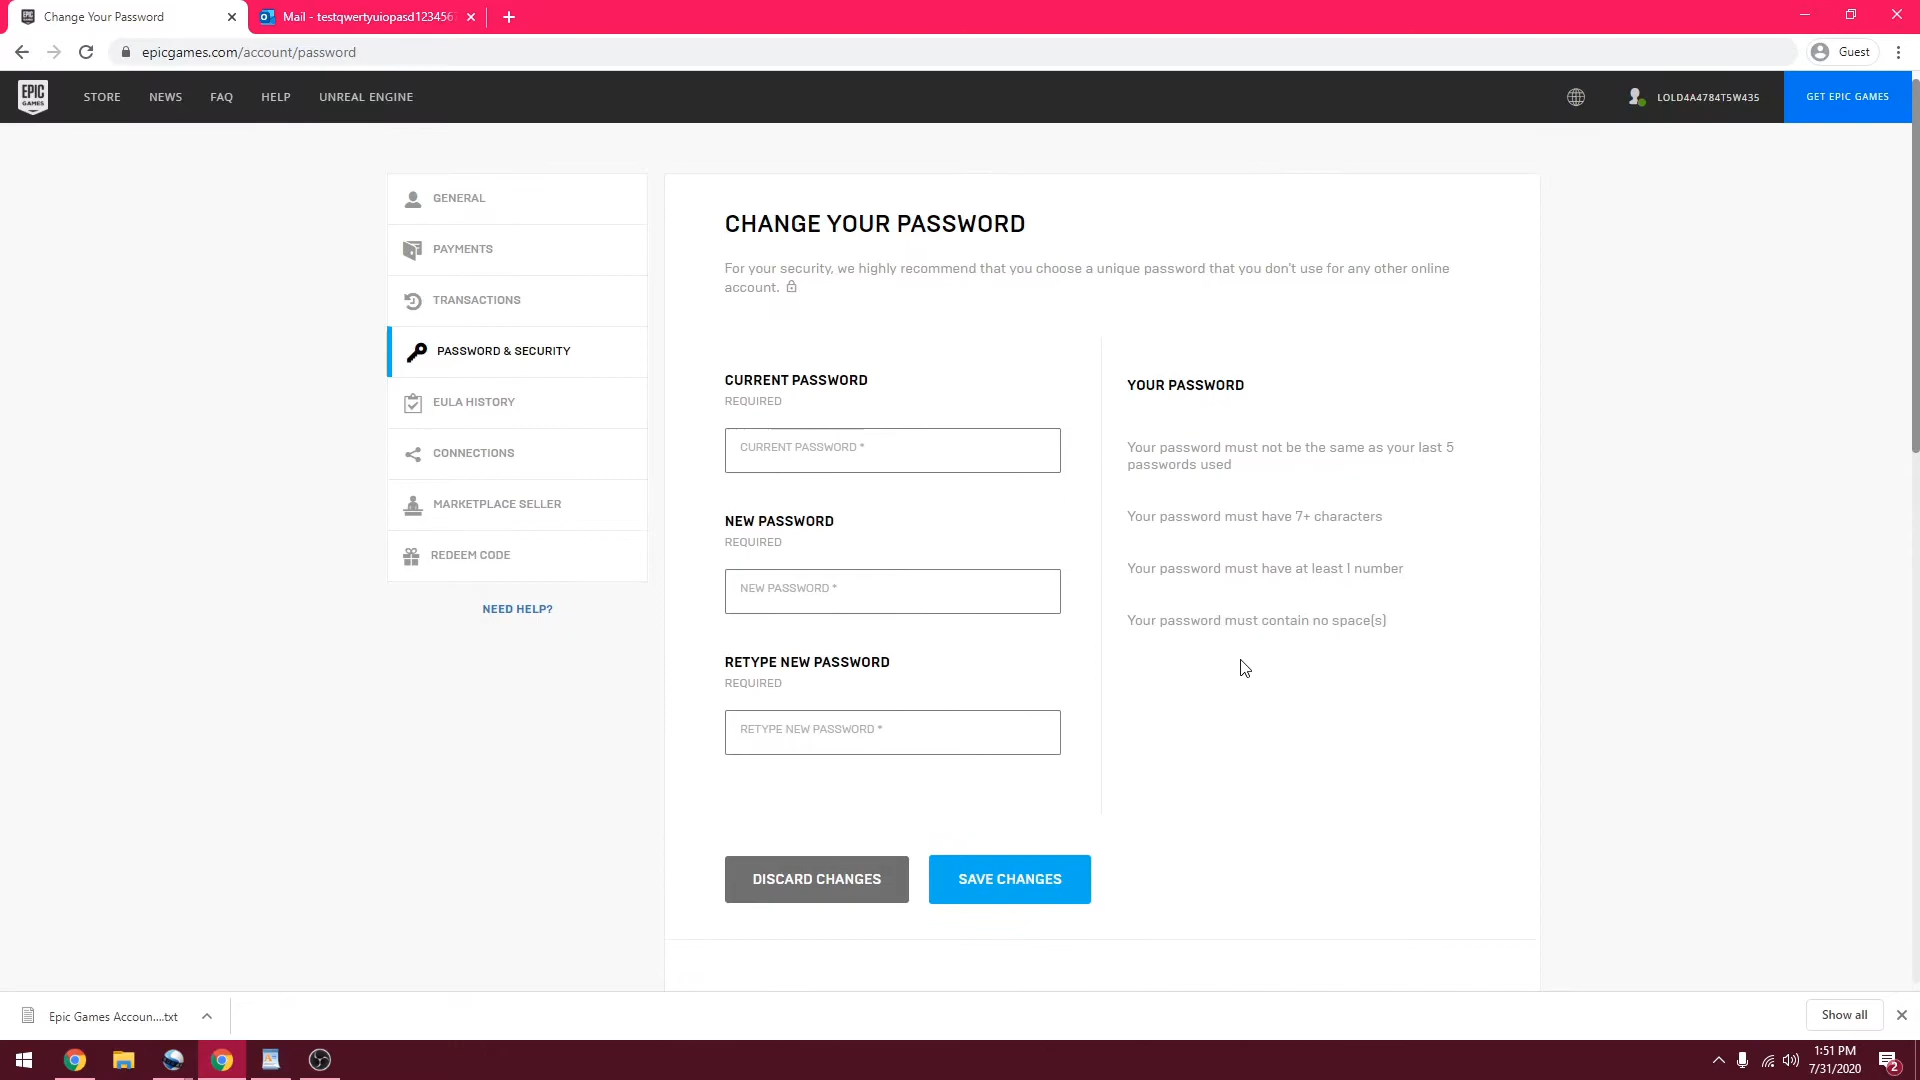 Change Your Password
Mail - testqwertyuiopasd1234567
epicgames.com/account/password
Guest
EPIC
GAMES
STORE
NEWS
FAQ
HELP
UNREAL ENGINE
LOLD4A4784T5W435
GET EPIC GAMES
GENERAL
PAYMENTS
TRANSACTIONS
PASSWORD & SECURITY
EULA HISTORY
CONNECTIONS
MARKETPLACE SELLER
REDEEM CODE
NEED HELP?
CHANGE YOUR PASSWORD
For your security, we highly recommend that you choose a unique password that you don't use for any other online
account.
CURRENT PASSWORD
REQUIRED
CURRENT PASSWORD *
NEW PASSWORD
REQUIRED
NEW PASSWORD *
RETYPE NEW PASSWORD
REQUIRED
RETYPE NEW PASSWORD *
YOUR PASSWORD
Your password must not be the same as your last 5
passwords used
Your password must have 7+ characters
Your password must have at least 1 number
Your password must contain no space(s)
DISCARD CHANGES
SAVE CHANGES
Epic Games Accoun....txt
Show all
1:51 PM
7/31/2020
2